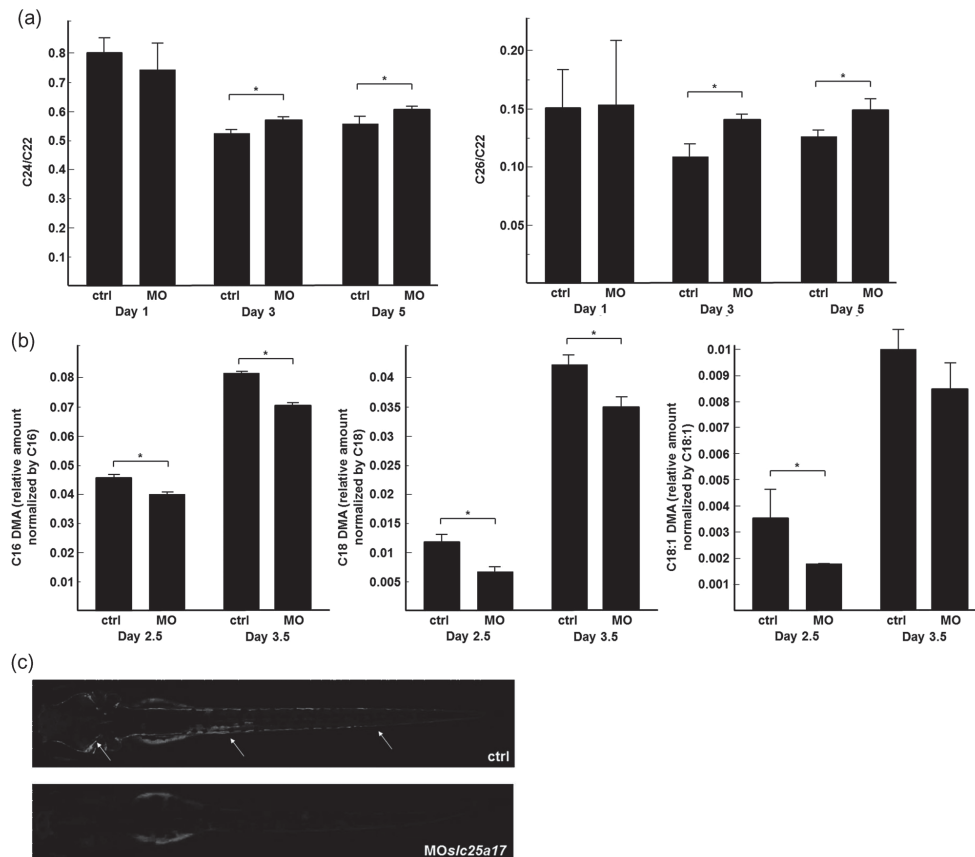 (a)
C24/C22
0.8
0.7
0.6
0.5
0.4
0.3
0.2
0.1
*
*
ctrl MO ctrl MO ctrl MO
Day 1 Day 3 Day 5
C26/C22
0.20
0.15
0.10
0.05
*
*
ctrl MO ctrl MO ctrl MO
Day 1 Day 3 Day 5
(b)
C16 DMA (relative amount
normalized by C16)
0.08
0.07
0.06
0.05
0.04
0.03
0.02
0.01
*
*
ctrl MO ctrl MO
Day 2.5 Day 3.5
C18 DMA (relative amount
normalized by C18)
0.04
0.035
0.03
0.025
0.02
0.015
0.01
0.005
*
*
ctrl MO ctrl MO
Day 2.5 Day 3.5
C18:1 DMA (relative amount
normalized by C18:1)
0.01
0.009
0.008
0.007
0.006
0.005
0.004
0.003
0.002
0.001
*
ctrl MO ctrl MO
Day 2.5 Day 3.5
(c)
ctrl
MOslc25a17